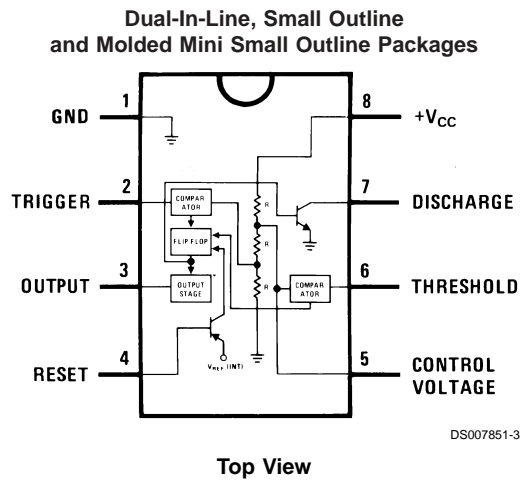 Dual-In-Line, Small Outline
and Molded Mini Small Outline Packages
1
GND
8
+VCC
2
TRIGGER
COMPAR
ATOR
R
7
DISCHARGE
FLIP FLOP
R
3
OUTPUT
OUTPUT
STAGE
R
COMPAR
ATOR
6
THRESHOLD
4
RESET
VREF (INT)
5
CONTROL
VOLTAGE
DS007851-3
Top View